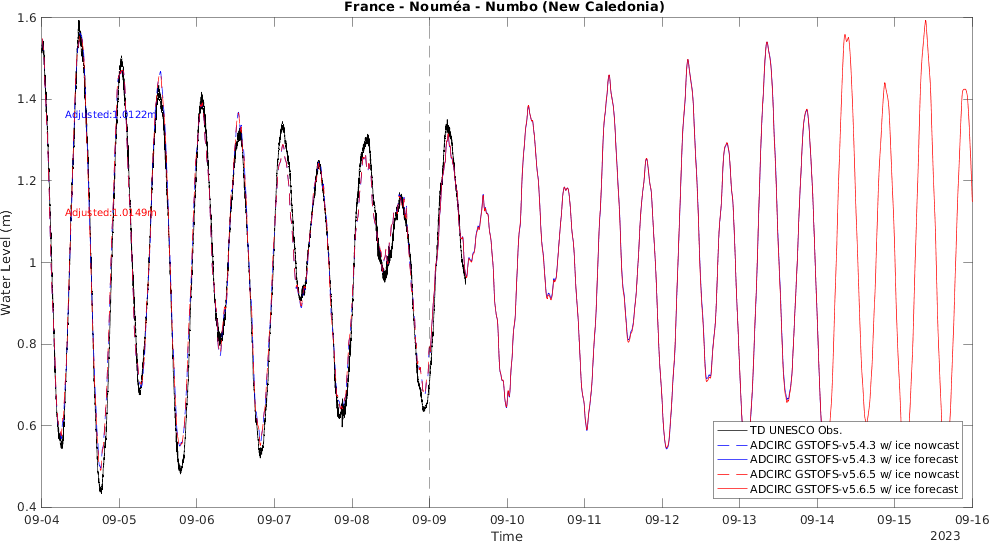 France - Nouméa - Numbo (New Caledonia)
1.6
1.4
1.2
1
0.8
0.6
0.4
Water Level (m)
Adjusted:1.0122m
Adjusted:1.0149m
TD UNESCO Obs.
ADCIRC GSTOFS-v5.4.3 w/ ice nowcast
ADCIRC GSTOFS-v5.4.3 w/ ice forecast
ADCIRC GSTOFS-v5.6.5 w/ ice nowcast
ADCIRC GSTOFS-v5.6.5 w/ ice forecast
09-04 09-05 09-06 09-07 09-08 09-09 09-10 09-11 09-12 09-13 09-14 09-15 09-16
Time
2023